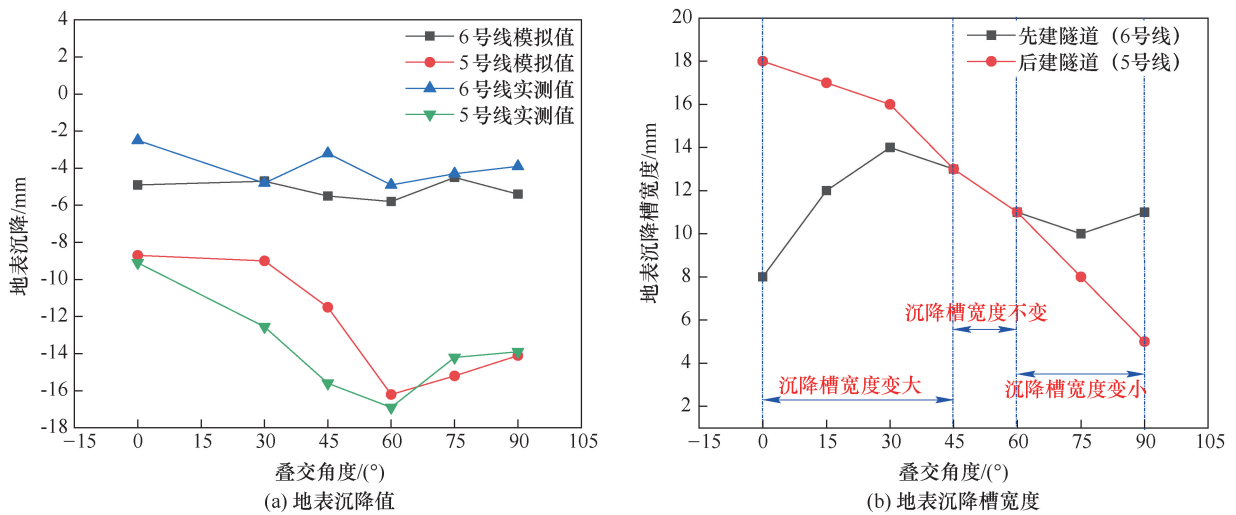 4
2
0
-2
-4
-6
-8
-10
-12
-14
-16
-18
-15
0
15
30
45
60
75
90
105
地表沉降/mm
叠交角度/(°)
6号线模拟值
5号线模拟值
6号线实测值
5号线实测值
(a) 地表沉降值
20
18
16
14
12
10
8
6
4
2
-15
0
15
30
45
60
75
90
105
地表沉降槽宽度/mm
叠交角度/(°)
先建隧道（6号线）
后建隧道（5号线）
沉降槽宽度不变
沉降槽宽度变大
沉降槽宽度变小
(b) 地表沉降槽宽度